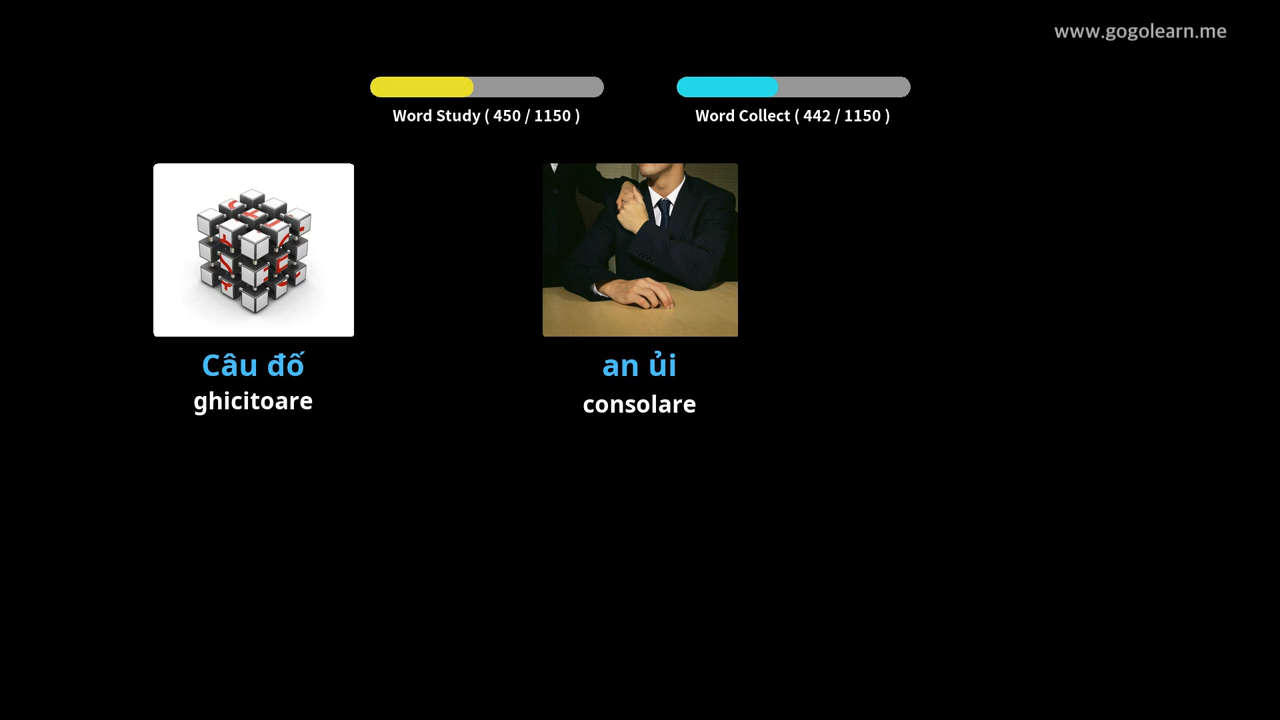 www.gogolearn.me
Word Study ( 450 / 1150 )
Word Collect ( 442 / 1150 )
Câu đố
ghicitoare
an ủi
consolare